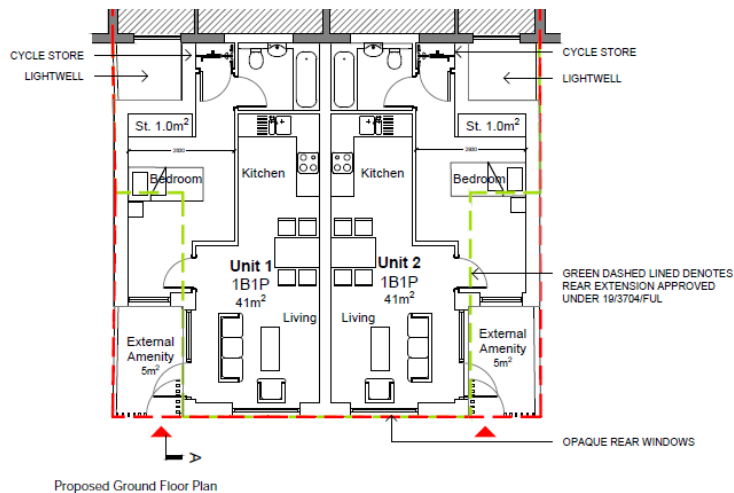 CYCLE STORE
LIGHTWELL
CYCLE STORE
LIGHTWELL
St. 1.0m²
St. 1.0m²
2800
2800
Bedroom
Kitchen
Kitchen
Bedroom
Unit 1
1B1P
41m²
Unit 2
1B1P
41m²
GREEN DASHED LINED DENOTES
REAR EXTENSION APPROVED
UNDER 19/3704/FUL
Living
Living
External
Amenity
5m²
External
Amenity
5m²
OPAQUE REAR WINDOWS
A
Proposed Ground Floor Plan